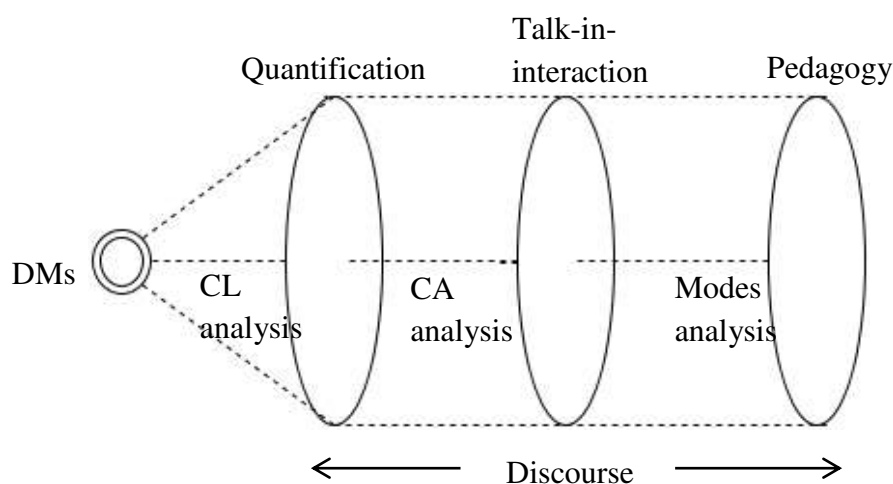 Talk-in-
interaction
Quantification
Pedagogy
DMs
CL
analysis
CA
analysis
Modes
analysis
Discourse